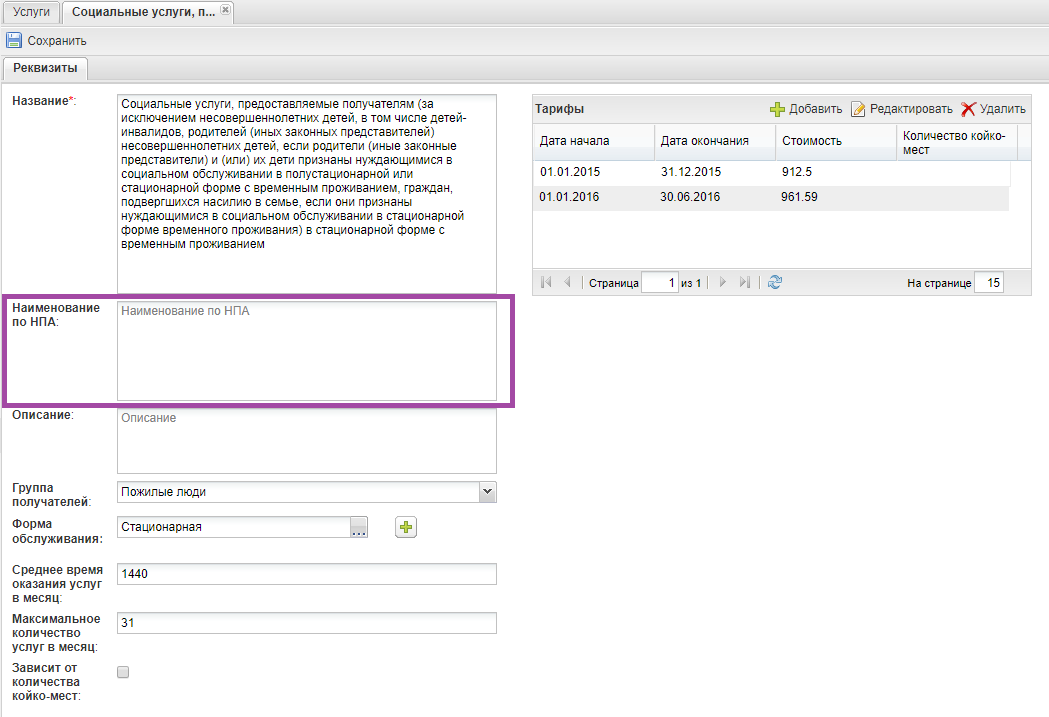 Услуги
Социальные услуги, п...
Сохранить
Реквизиты
Название*:
Социальные услуги, предоставляемые получателям (за
исключением несовершеннолетних детей, в том числе детей-
инвалидов, родителей (иных законных представителей)
несовершеннолетних детей, если родители (иные законные
представители) и (или) их дети признаны нуждающимися в
социальном обслуживании в полустационарной или
стационарной форме с временным проживанием, граждан,
подвергшихся насилию в семье, если они признаны
нуждающимися в социальном обслуживании в стационарной
форме временного проживания) в стационарной форме с
временным проживанием
Наименование
по НПА:
Наименование по НПА
Описание:
Описание
Группа
получателей:
Пожилые люди
Форма
обслуживания:
Стационарная
...
Среднее время
оказания услуг
в месяц:
1440
Максимальное
количество
услуг в месяц:
31
Зависит от
количества
койко-мест:
Тарифы
Добавить
Редактировать
Удалить
Дата начала
Дата окончания
Стоимость
Количество койко-
мест
01.01.2015 31.12.2015 912.5
01.01.2016 30.06.2016 961.59
Страница 1 из 1
На странице 15